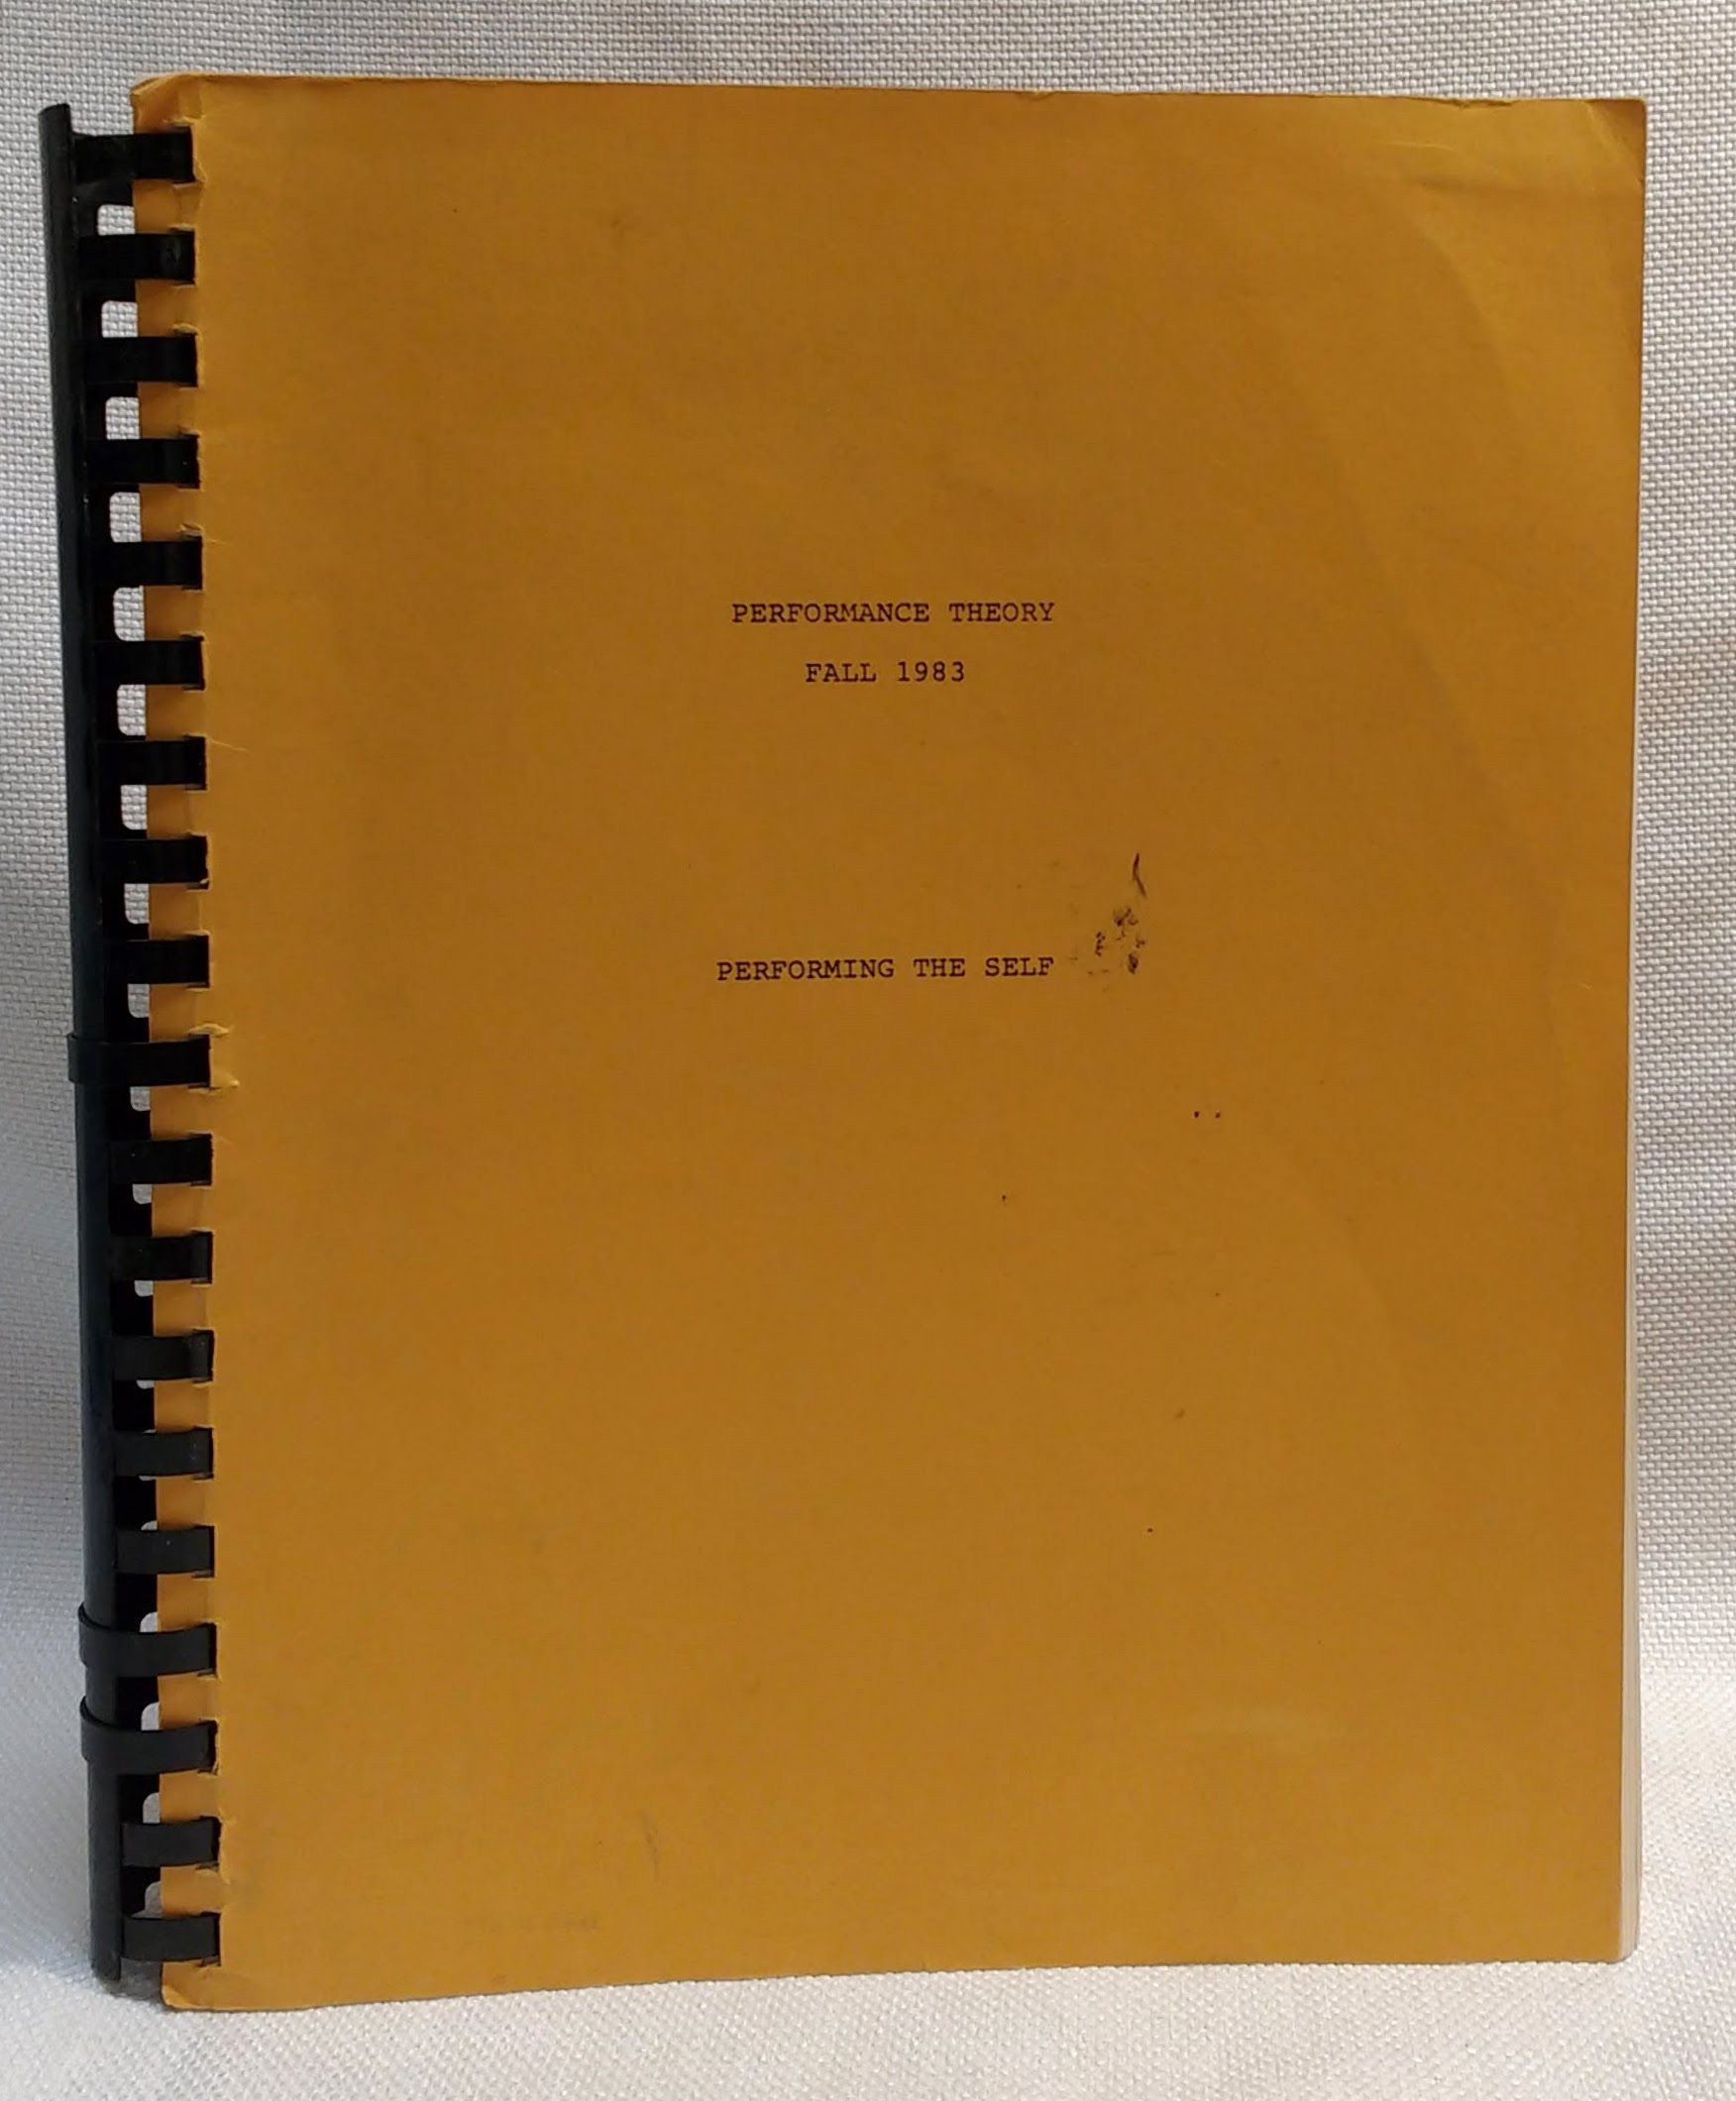 PERFORMANCE THEORY
FALL 1983
PERFORMING THE SELF